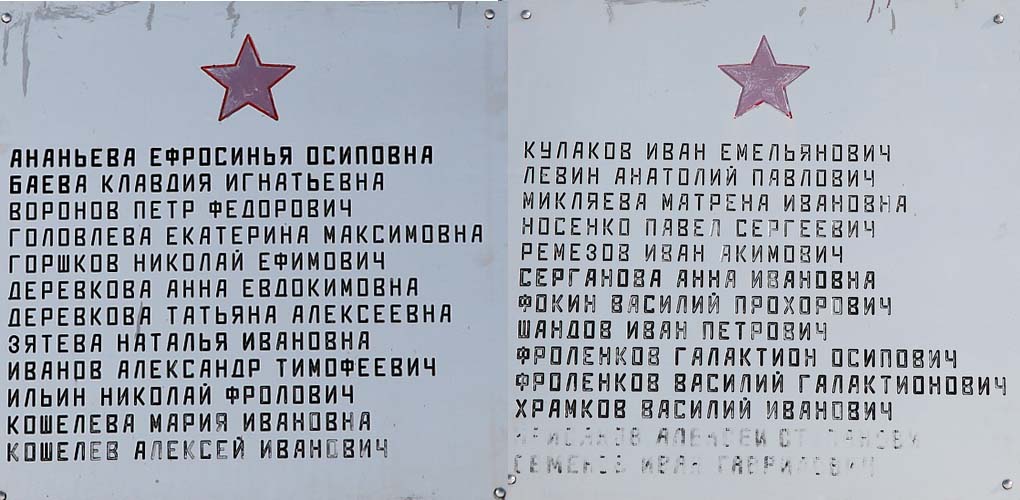 АНАНЬЕВА ЕФРОСИНЬЯ ОСИПОВНА
БАЕВА КЛАВДИЯ ИГНАТЬЕВНА
ВОРОНОВ ПЕТР ФЕДОРОВИЧ
ГОЛОВЛЕВА ЕКАТЕРИНА МАКСИМОВНА
ГОРШКОВ НИКОЛАЙ ЕФИМОВИЧ
ДЕРЕВКОВА АННА ЕВДОКИМОВНА
ДЕРЕВКОВА ТАТЬЯНА АЛЕКСЕЕВНА
ЗЯТЕВА НАТАЛЬЯ ИВАНОВНА
ИВАНОВ АЛЕКСАНДР ТИМОФЕЕВИЧ
ИЛЬИН НИКОЛАЙ ФРОЛОВИЧ
КОШЕЛЕВА МАРИЯ ИВАНОВНА
КОШЕЛЕВ АЛЕКСЕЙ ИВАНОВИЧ
КУЛАКОВ ИВАН ЕМЕЛЬЯНОВИЧ
ЛЕВИН АНАТОЛИЙ ПАВЛОВИЧ
МИКЛЯЕВА МАТРЕНА ИВАНОВНА
НОСЕНКО ПАВЕЛ СЕРГЕЕВИЧ
РЕМЕЗОВ ИВАН АКИМОВИЧ
СЕРГАНОВА АННА ИВАНОВНА
ФОКИН ВАСИЛИЙ ПРОХОРОВИЧ
ШАНДОВ ИВАН ПЕТРОВИЧ
ФРОЛЕНКОВ ГАЛАКТИОН ОСИПОВИЧ
ФРОЛЕНКОВ ВАСИЛИЙ ГАЛАКТИОНОВИЧ
ХРАМКОВ ВАСИЛИЙ ИВАНОВИЧ
АЛЕКСЕЙ
СЕМЕНОВ ИВАН ГАВРИЛОВИЧ